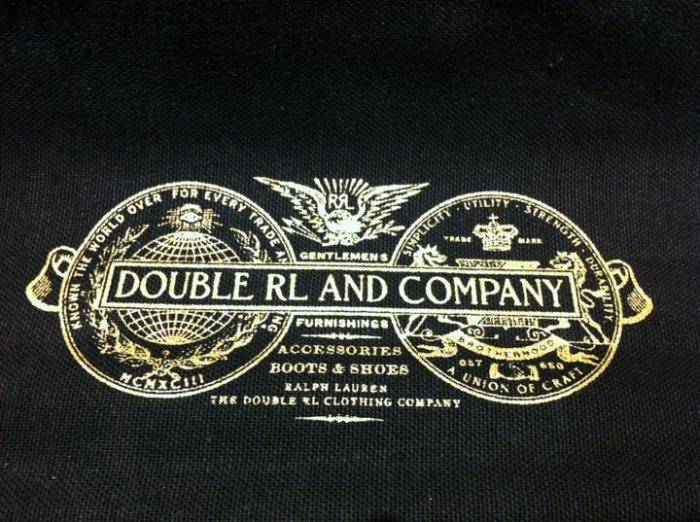 KNOWN THE WORLD OVER FOR EVERY TRADE
RRL
SIMPLICITY · UTILITY · STRENGTH · DURABILITY
TRADE MARK
GENTLEMENS
DOUBLE RL AND COMPANY
FURNISHINGS
BROTHERHOOD
ACCESSORIES
BOOTS & SHOES
MCMXCIII
A UNION OF CRAFT
RALPH LAUREN
THE DOUBLE RL CLOTHING COMPANY